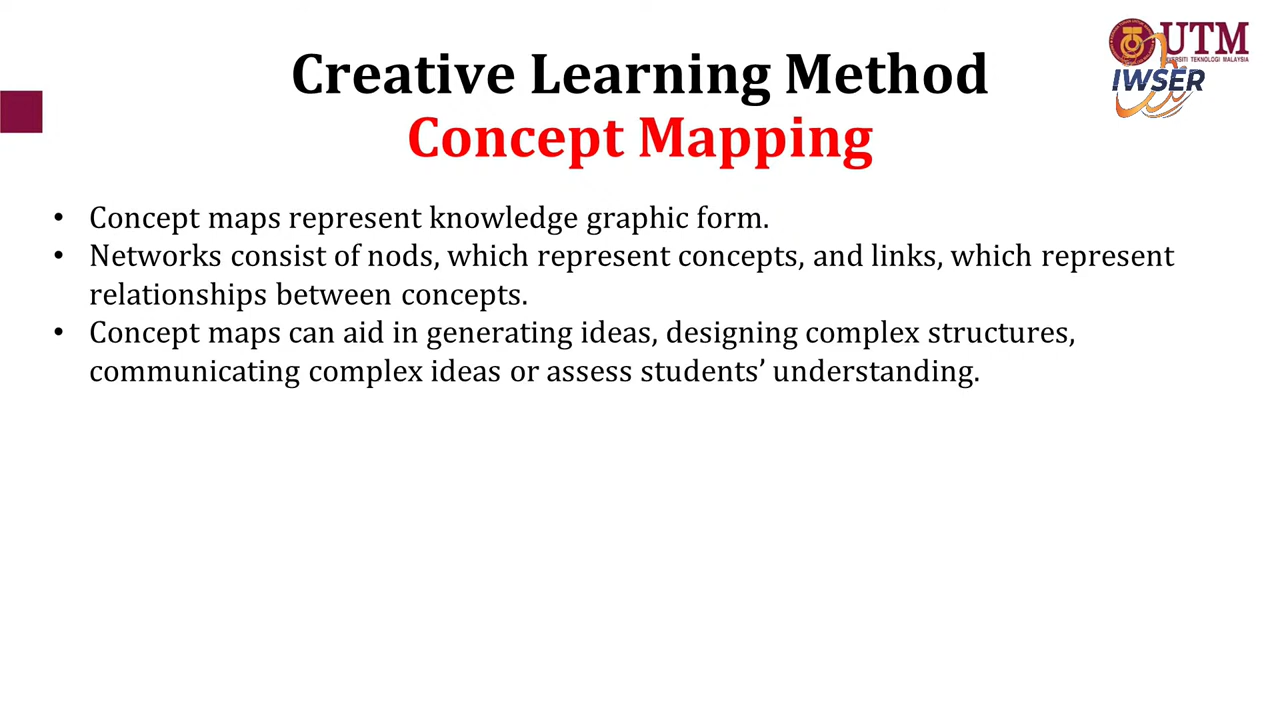 Creative Learning Method
Concept Mapping
UTM
UNIVERSITI TEKNOLOGI MALAYSIA
IWSER
• Concept maps represent knowledge graphic form.
• Networks consist of nods, which represent concepts, and links, which represent
relationships between concepts.
• Concept maps can aid in generating ideas, designing complex structures,
communicating complex ideas or assess students’ understanding.